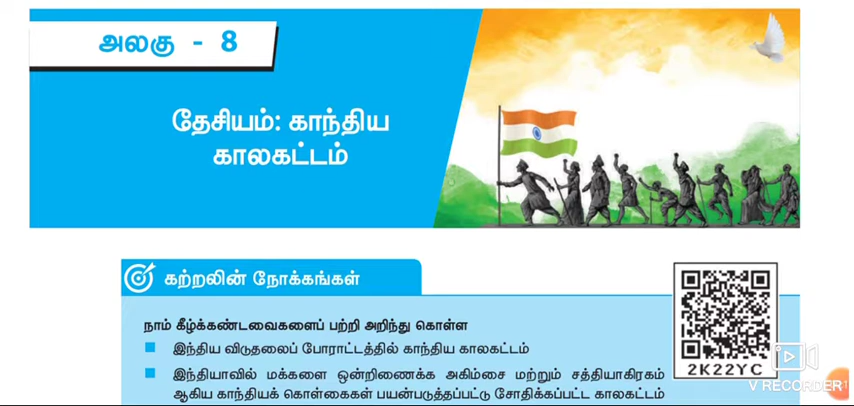 அலகு - 8
தேசியம்: காந்திய
காலகட்டம்
கற்றலின் நோக்கங்கள்
நாம் கீழ்க்கண்டவைகளைப் பற்றி அறிந்து கொள்ள
இந்திய விடுதலைப் போராட்டத்தில் காந்திய காலகட்டம்
இந்தியாவில் மக்களை ஒன்றிணைக்க அகிம்சை மற்றும் சத்தியாகிரகம்
ஆகிய காந்தியக் கொள்கைகள் பயன்படுத்தப்பட்டு சோதிக்கப்பட்ட காலகட்டம்
2K22YC
V RECORDER